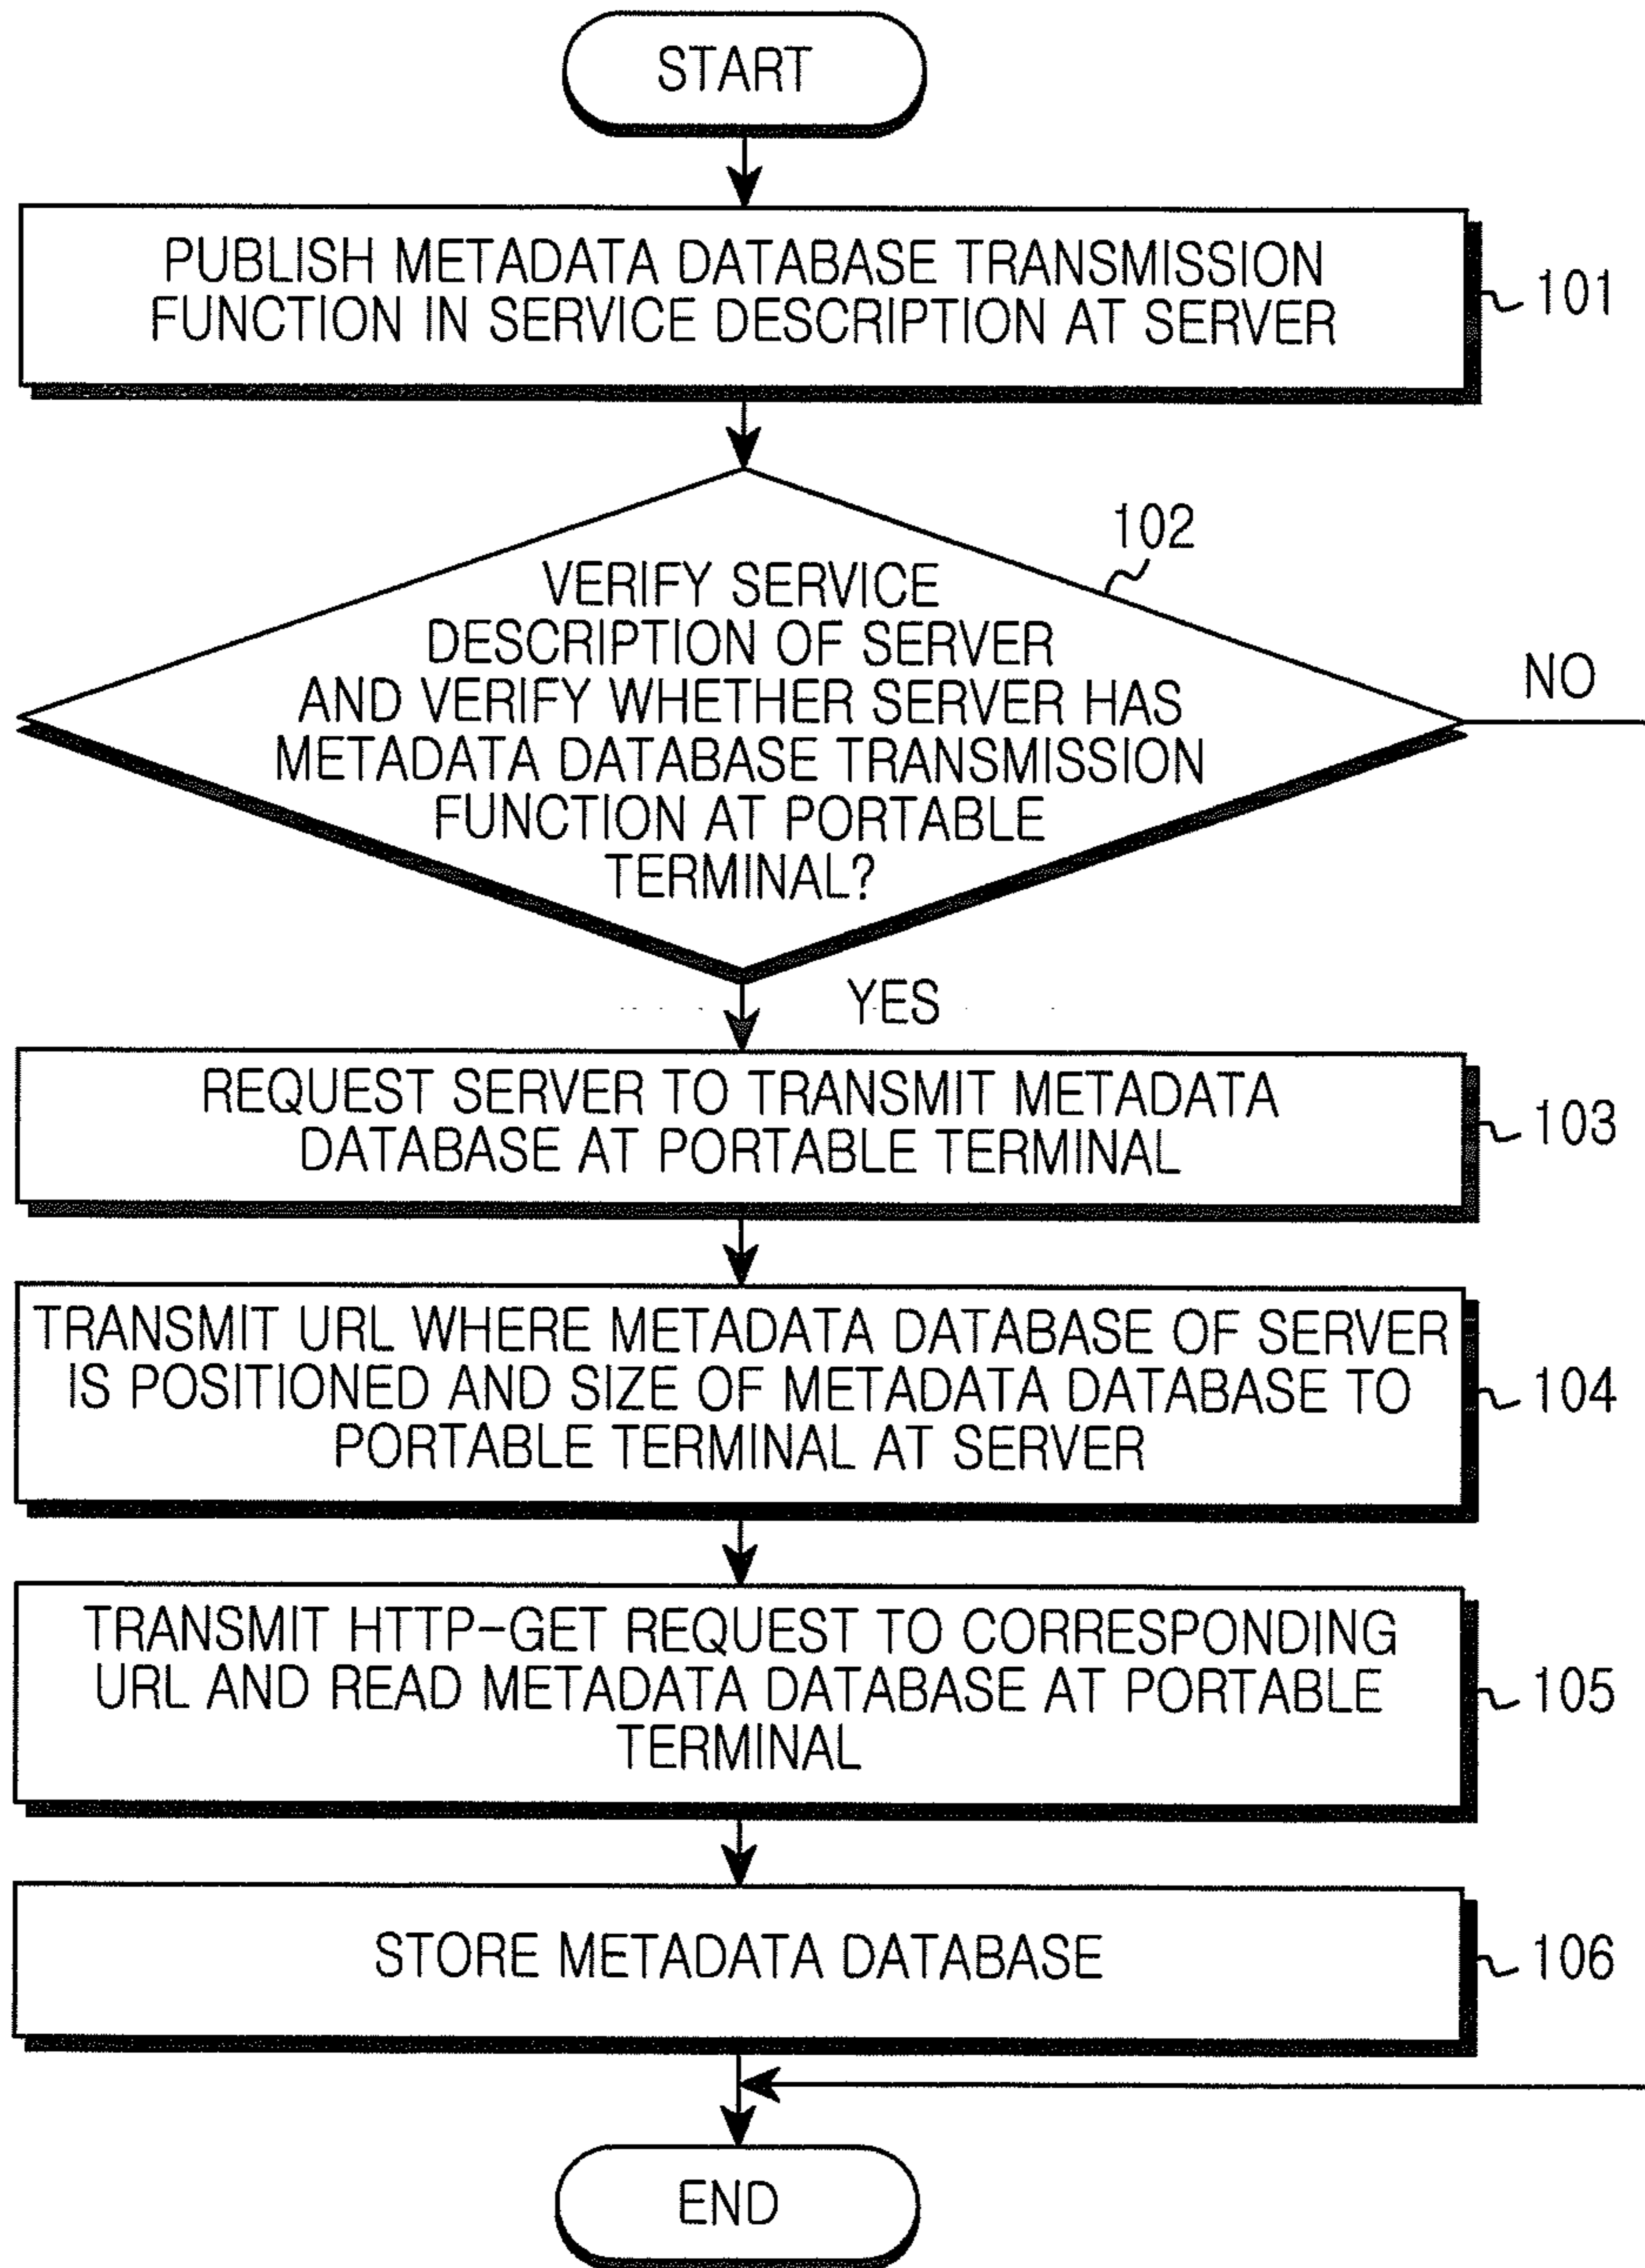 START
PUBLISH METADATA DATABASE TRANSMISSION
FUNCTION IN SERVICE DESCRIPTION AT SERVER
101
102
VERIFY SERVICE
DESCRIPTION OF SERVER
AND VERIFY WHETHER SERVER HAS
METADATA DATABASE TRANSMISSION
FUNCTION AT PORTABLE
TERMINAL?
NO
YES
REQUEST SERVER TO TRANSMIT METADATA
DATABASE AT PORTABLE TERMINAL
103
TRANSMIT URL WHERE METADATA DATABASE OF SERVER
IS POSITIONED AND SIZE OF METADATA DATABASE TO
PORTABLE TERMINAL AT SERVER
104
TRANSMIT HTTP-GET REQUEST TO CORRESPONDING
URL AND READ METADATA DATABASE AT PORTABLE
TERMINAL
105
STORE METADATA DATABASE
106
END